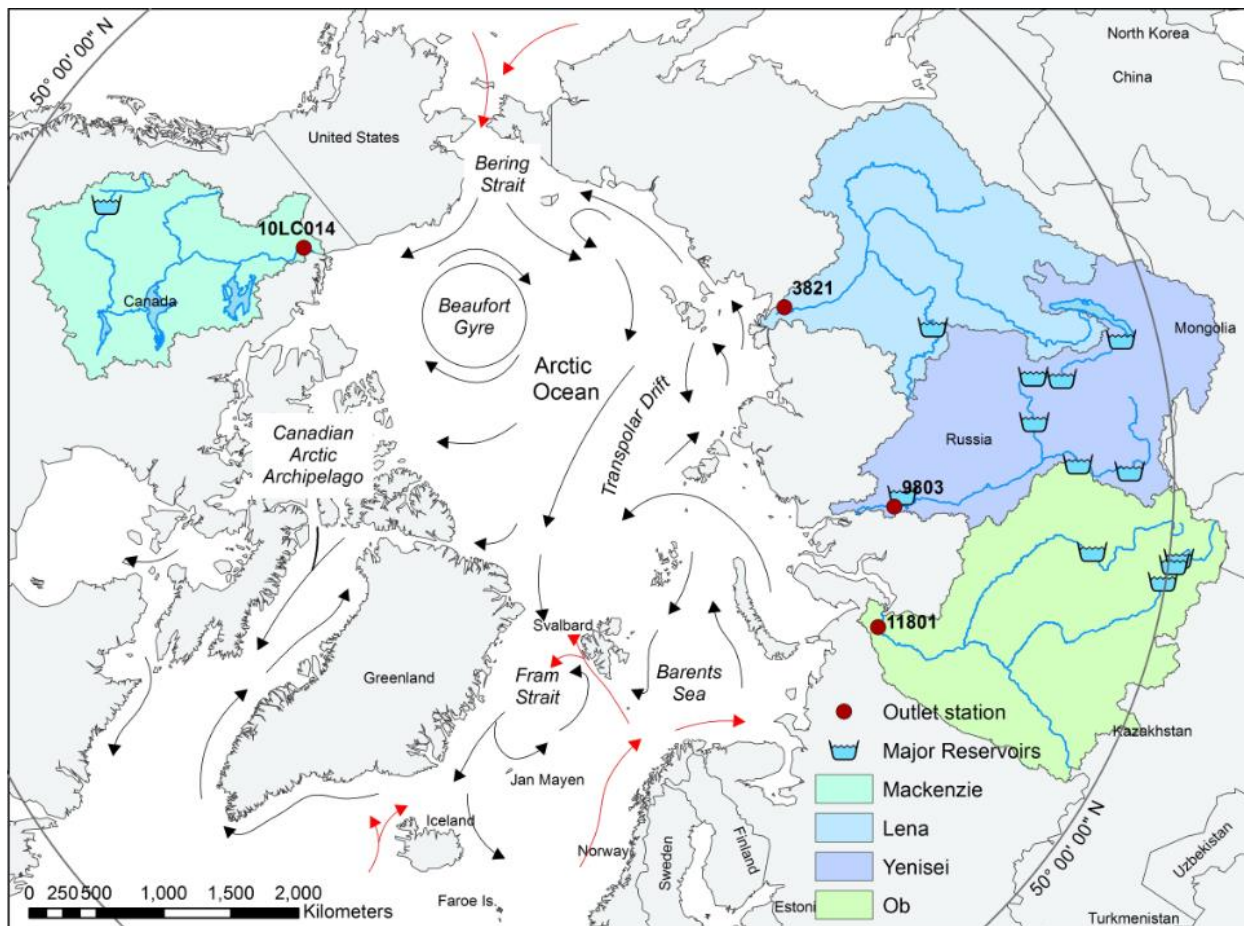 North Korea
China
50° 00' 00" N
United States
Bering
Strait
10LC014
Canada
3821
Beaufort
Gyre
Mongolia
Arctic
Ocean
Transpolar Drift
Canadian
Arctic
Archipelago
Russia
9803
11801
Svalbard
Greenland
Fram
Strait
Barents
Sea
Outlet station
Kazakhstan
Major Reservoirs
Jan Mayen
Mackenzie
Iceland
Lena
Norway
Sweden
Finland
50° 00' 00" N
Uzbekistan
Yenisei
0 250 500 1,000 1,500 2,000
Kilometers
Faroe Is.
Estoni
Ob
Turkmenistan